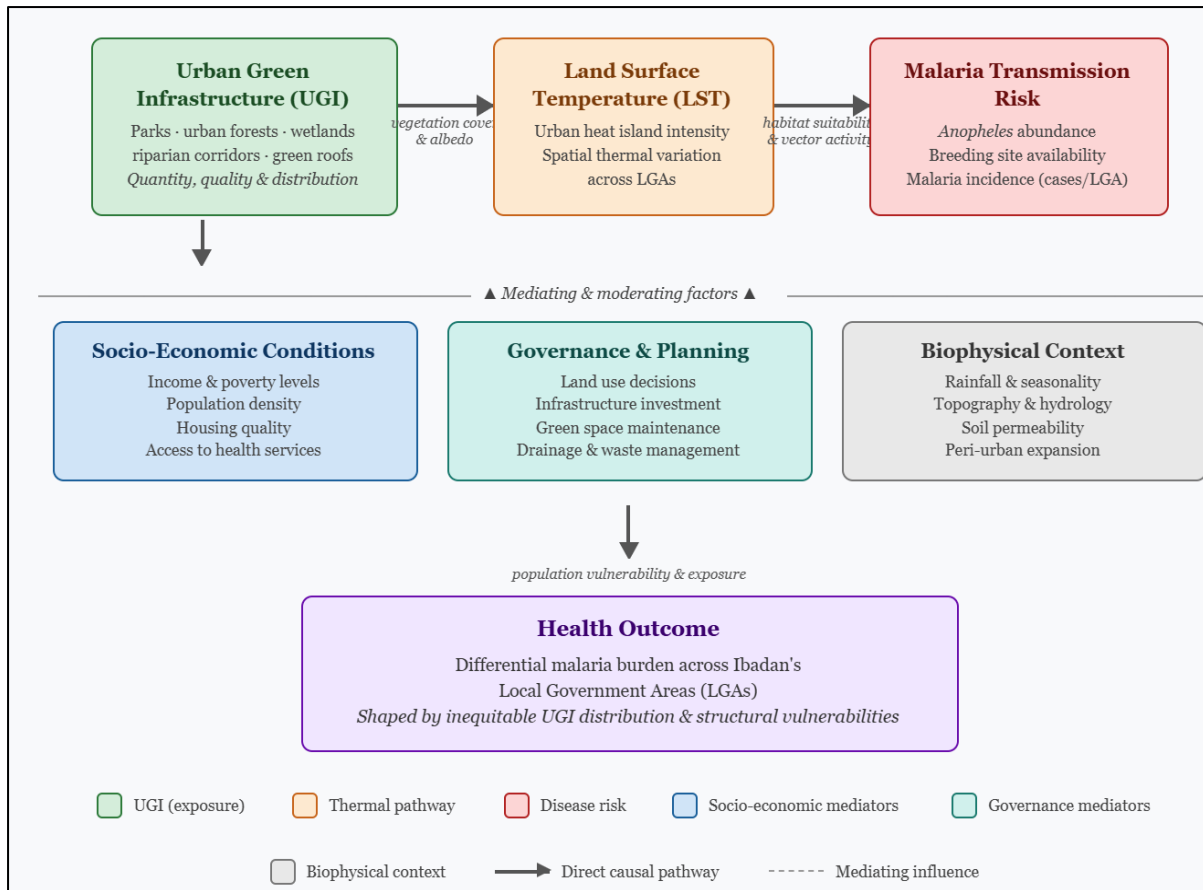 Urban Green
Infrastructure (UGI)
Parks · urban forests · wetlands
riparian corridors · green roofs
Quantity, quality & distribution
vegetation cove
& albedo
Land Surface
Temperature (LST)
Urban heat island intensity
Spatial thermal variation
across LGAs
habitat suitabilit
& vector activity
Malaria Transmission
Risk
Anopheles abundance
Breeding site availability
Malaria incidence (cases/LGA)
▲ Mediating & moderating factors ▲
Socio-Economic Conditions
Income & poverty levels
Population density
Housing quality
Access to health services
Governance & Planning
Land use decisions
Infrastructure investment
Green space maintenance
Drainage & waste management
Biophysical Context
Rainfall & seasonality
Topography & hydrology
Soil permeability
Peri-urban expansion
population vulnerability & exposure
Health Outcome
Differential malaria burden across Ibadan's
Local Government Areas (LGAs)
Shaped by inequitable UGI distribution & structural vulnerabilities
UGI (exposure)
Thermal pathway
Disease risk
Socio-economic mediators
Governance mediators
Biophysical context
Direct causal pathway
Mediating influence